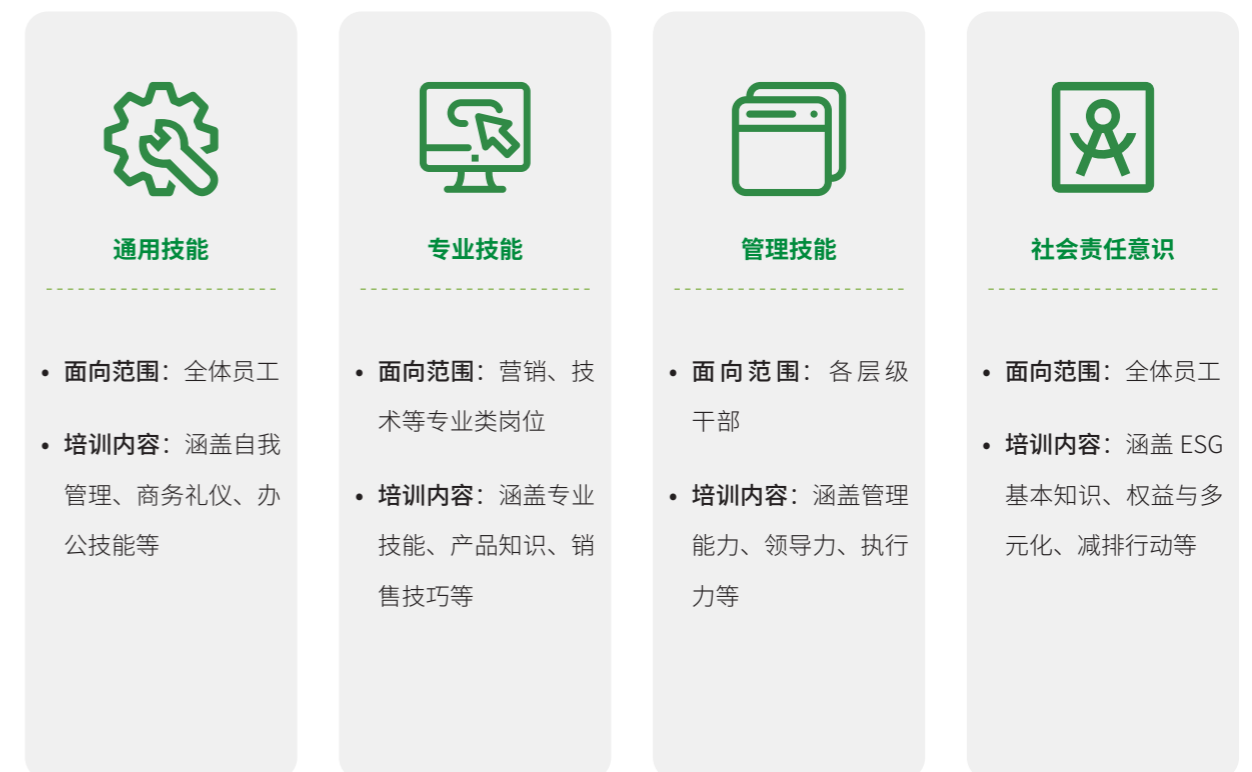 通用技能
• 面向范围：全体员工
• 培训内容：涵盖自我
管理、商务礼仪、办
公技能等
专业技能
• 面向范围：营销、技
术等专业类岗位
• 培训内容：涵盖专业
技能、产品知识、销
售技巧等
管理技能
• 面向范围：各层级
干部
• 培训内容：涵盖管理
能力、领导力、执行
力等
社会责任意识
• 面向范围：全体员工
• 培训内容：涵盖 ESG
基本知识、权益与多
元化、减排行动等